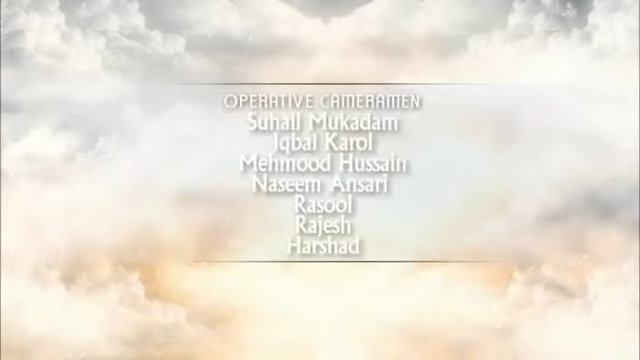 OPERATIVE CAMERAMEN
Suhail Mukadam
Iqbal Karol
Mehmood Hussain
Naseem Ansari
Rasool
Rajesh
Harshad